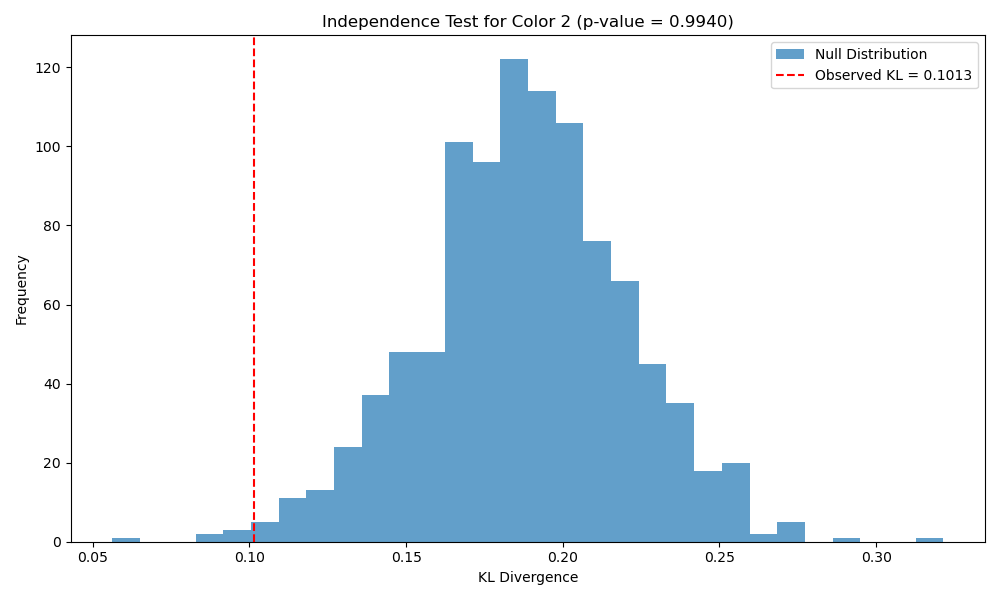 Independence Test for Color 2 (p-value = 0.9940)
Null Distribution
Observed KL = 0.1013
Frequency
120
100
80
60
40
20
0
0.05 0.10 0.15 0.20 0.25 0.30
KL Divergence